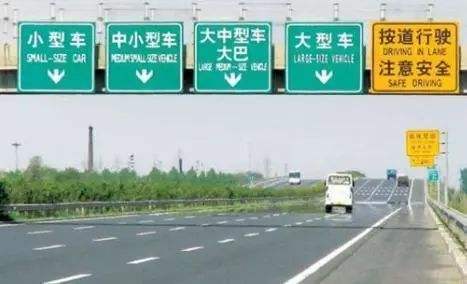 小型车
SMALL-SIZE CAR
中小型车
MEDIUM/SMALL-SIZE VEHICLE
大中型车
大巴
LARGE MEDIUM-SIZE VEHICLE
大型车
LARGE-SIZE VEHICLE
按道行驶
DRIVING IN LANE
注意安全
SAFE DRIVING